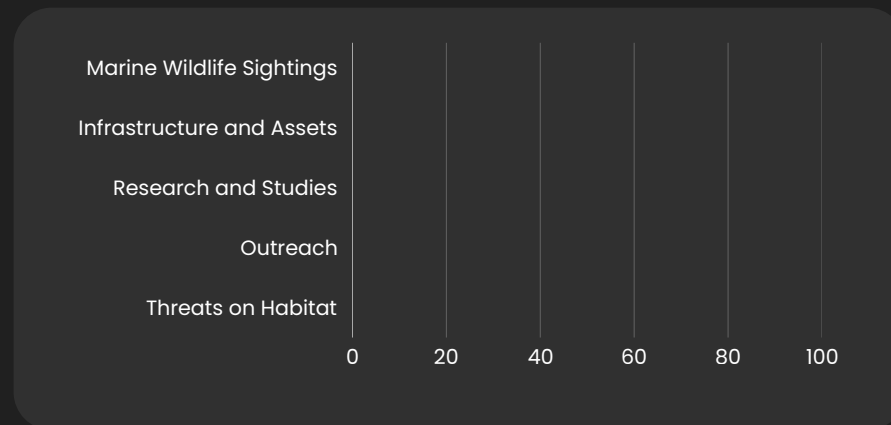 Marine Wildlife Sightings
Infrastructure and Assets
Research and Studies
Outreach
Threats on Habitat
0 20 40 60 80 100